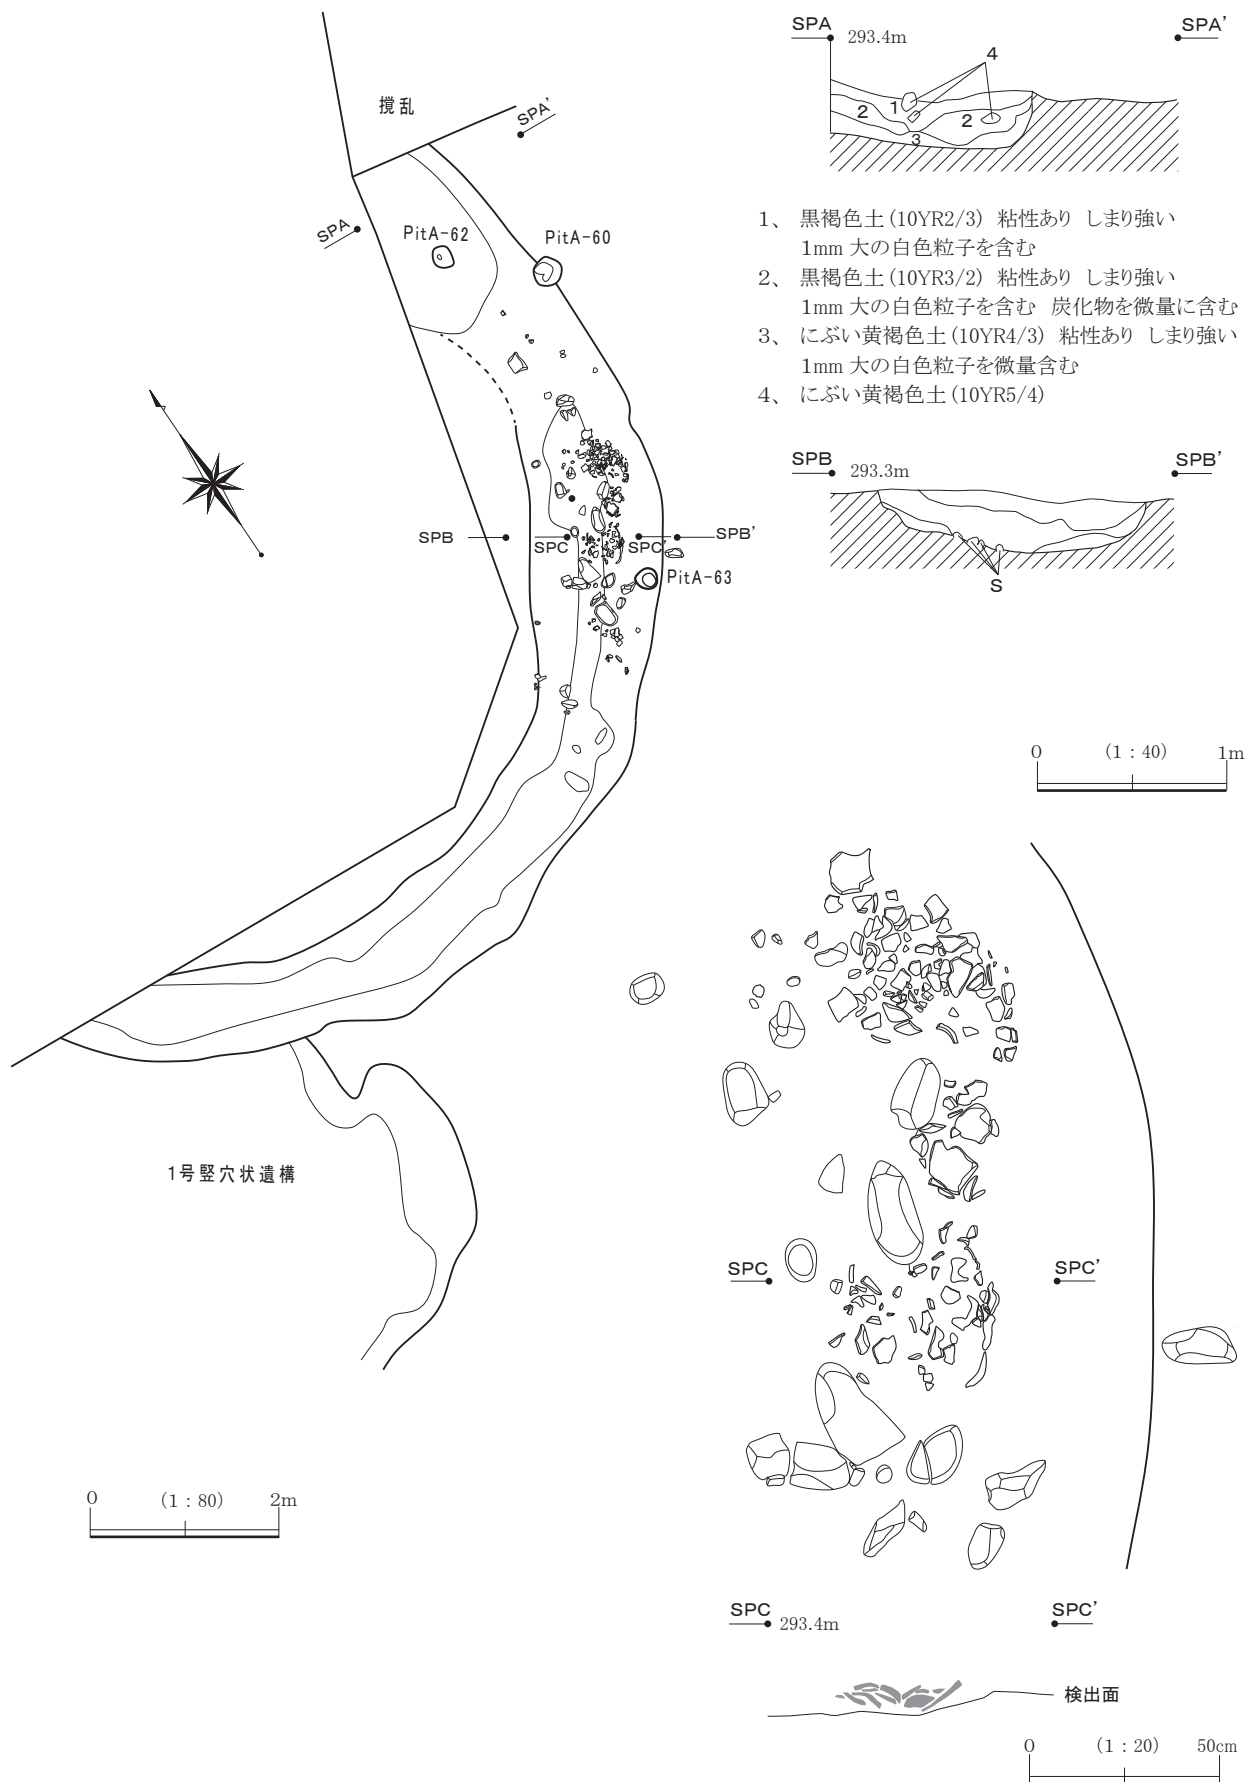 SPA
293.4m
SPA'
4
1
2
2
3
撹乱
SPA'
SPA
PitA-62
PitA-60
1、 黒褐色土(10YR2/3) 粘性あり しまり強い
1mm 大の白色粒子を含む
2、 黒褐色土(10YR3/2) 粘性あり しまり強い
1mm 大の白色粒子を含む 炭化物を微量に含む
3、 にぶい黄褐色土(10YR4/3) 粘性あり しまり強い
1mm 大の白色粒子を微量含む
4、 にぶい黄褐色土(10YR5/4)
SPB
293.3m
SPB'
S
SPB
SPC
SPC'
SPB'
PitA-63
0 (1:40) 1m
1号竪穴状遺構
SPC
SPC'
0 (1:80) 2m
SPC
293.4m
SPC'
検出面
0 (1:20) 50cm